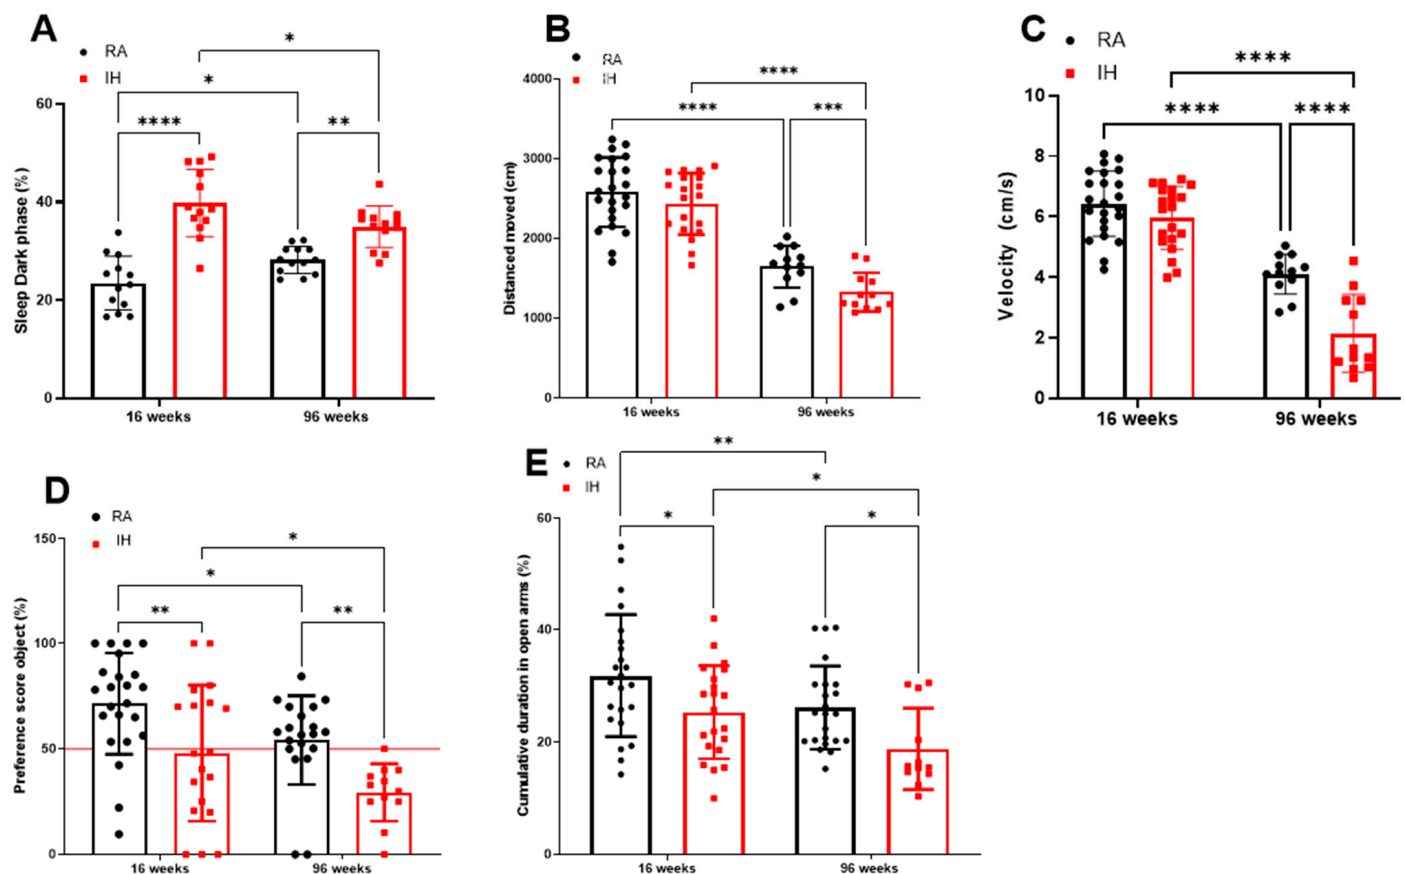 A
RA
IH
*
*
****
**
60
40
20
0
Sleep Dark phase (%)
16 weeks
96 weeks
B
RA
IH
****
****
***
4000
3000
2000
1000
0
Distanced moved (cm)
16 weeks
96 weeks
C
RA
IH
****
****
****
10
8
6
4
2
0
Velocity (cm/s)
16 weeks
96 weeks
D
RA
IH
*
*
**
**
150
100
50
0
Preference score object (%)
16 weeks
96 weeks
E
RA
IH
**
*
*
*
60
40
20
0
Cumulative duration in open arms (%)
16 weeks
96 weeks